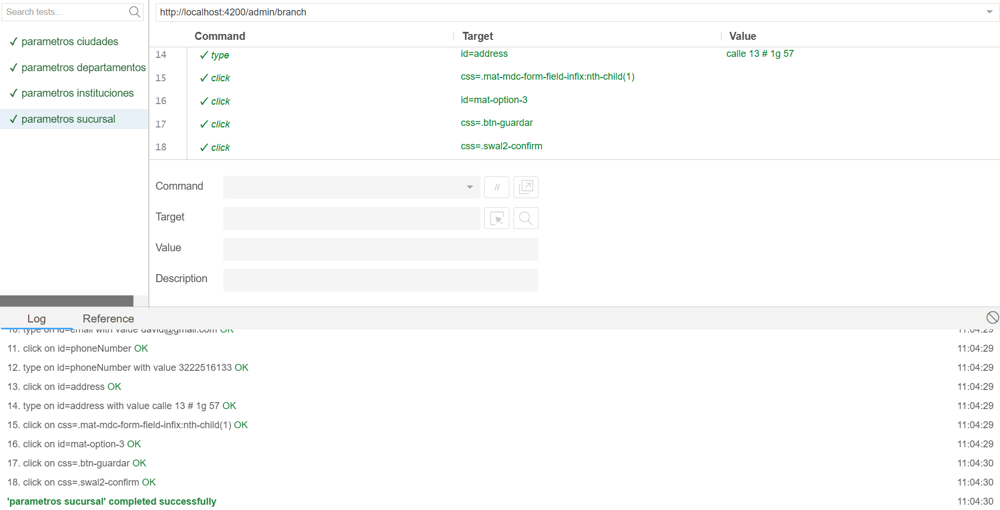 Search tests...
http://localhost:4200/admin/branch
✓ parametros ciudades
✓ parametros departamentos
✓ parametros instituciones
✓ parametros sucursal
Command Target Value
14 ✓ type id=address calle 13 # 1g 57
15 ✓ click css=.mat-mdc-form-field-infix:nth-child(1)
16 ✓ click id=mat-option-3
17 ✓ click css=.btn-guardar
18 ✓ click css=.swal2-confirm
Command //
Target
Value
Description
Log Reference
10. type on id=email with value david@gmail.com OK 11:04:29
11. click on id=phoneNumber OK 11:04:29
12. type on id=phoneNumber with value 3222516133 OK 11:04:29
13. click on id=address OK 11:04:29
14. type on id=address with value calle 13 # 1g 57 OK 11:04:29
15. click on css=.mat-mdc-form-field-infix:nth-child(1) OK 11:04:29
16. click on id=mat-option-3 OK 11:04:29
17. click on css=.btn-guardar OK 11:04:30
18. click on css=.swal2-confirm OK 11:04:30
'parametros sucursal' completed successfully 11:04:30